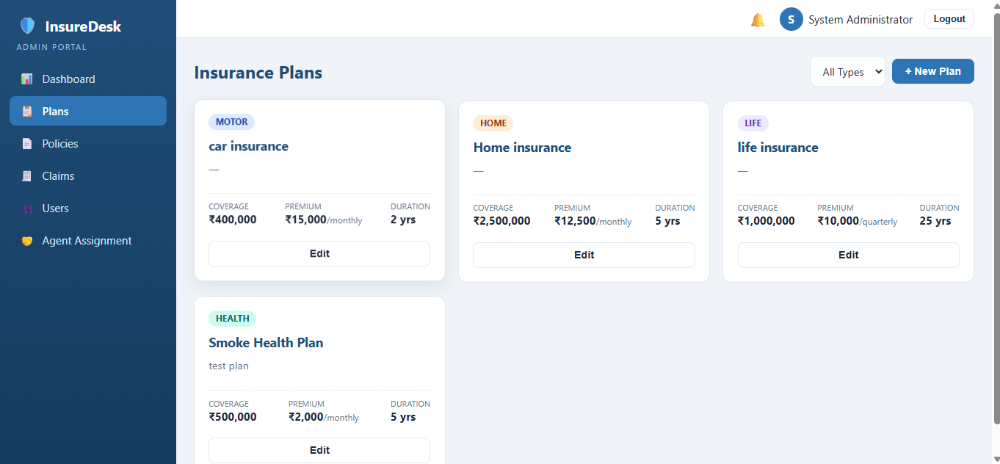 InsureDesk
ADMIN PORTAL
Dashboard
Plans
Policies
Claims
Users
Agent Assignment
S System Administrator Logout
Insurance Plans
All Types + New Plan
MOTOR
car insurance
—
COVERAGE PREMIUM DURATION
₹400,000 ₹15,000/monthly 2 yrs
Edit
HOME
Home insurance
—
COVERAGE PREMIUM DURATION
₹2,500,000 ₹12,500/monthly 5 yrs
Edit
LIFE
life insurance
—
COVERAGE PREMIUM DURATION
₹1,000,000 ₹10,000/quarterly 25 yrs
Edit
HEALTH
Smoke Health Plan
test plan
COVERAGE PREMIUM DURATION
₹500,000 ₹2,000/monthly 5 yrs
Edit